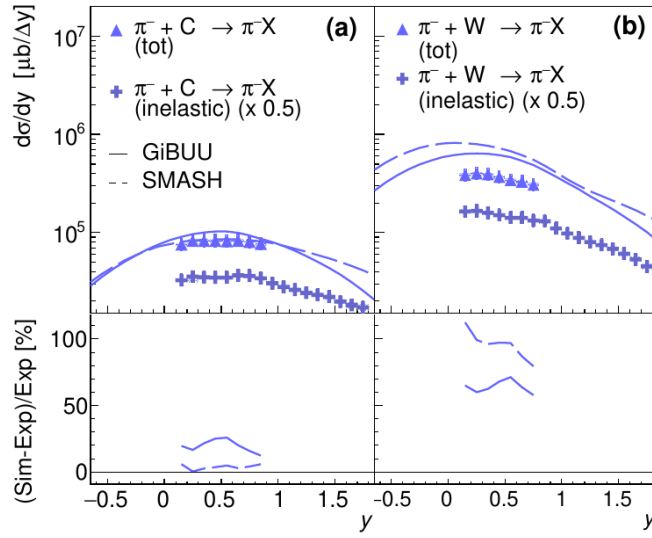 dσ/dy [μb/Δy]
10⁷
10⁶
10⁵
π⁻ + C → π⁻X (a)
(tot)
π⁻ + C → π⁻X
(inelastic) (x 0.5)
GiBUU
SMASH
π⁻ + W → π⁻X (b)
(tot)
π⁻ + W → π⁻X
(inelastic) (x 0.5)
(Sim-Exp)/Exp [%]
100
50
0
−0.5 0 0.5 1 1.5
y
−0.5 0 0.5 1 1.5
y